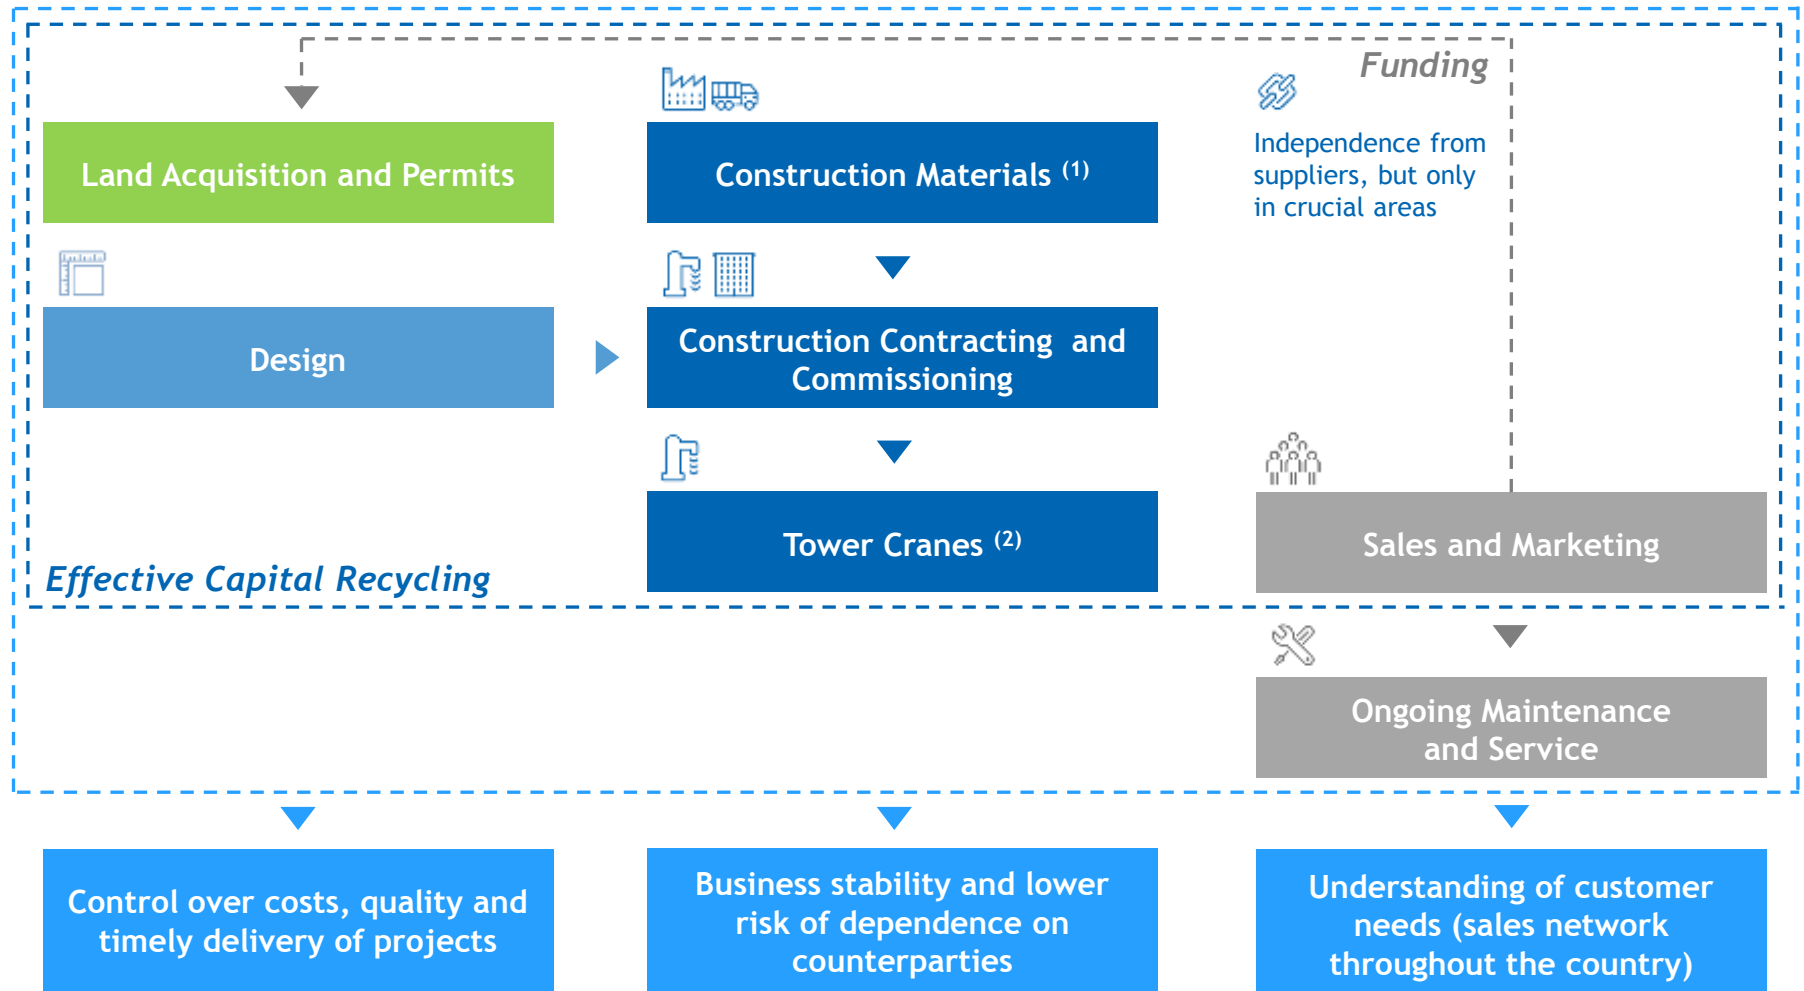 Funding
Land Acquisition and Permits
Construction Materials (1)
Independence from
suppliers, but only
in crucial areas
Design
Construction Contracting and
Commissioning
Tower Cranes (2)
Sales and Marketing
Effective Capital Recycling
Ongoing Maintenance
and Service
Control over costs, quality and
timely delivery of projects
Business stability and lower
risk of dependence on
counterparties
Understanding of customer
needs (sales network
throughout the country)